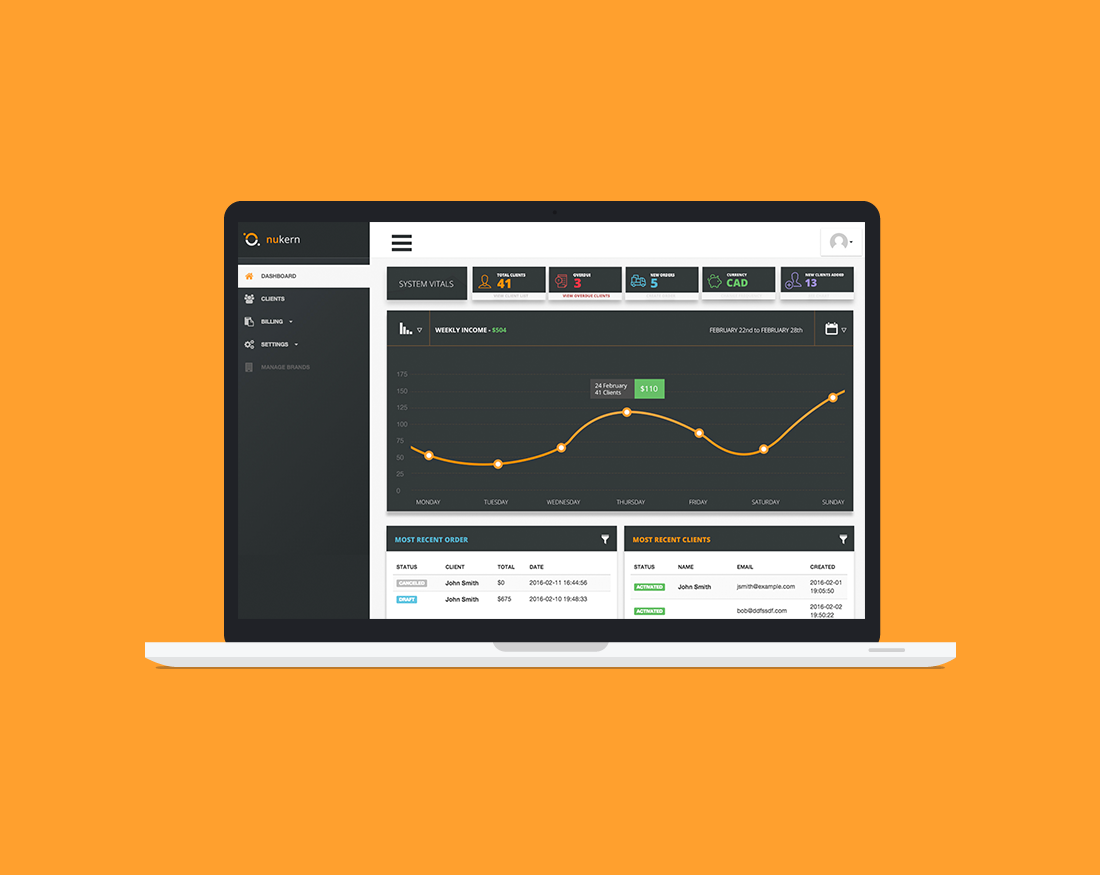 nukern
DASHBOARD
CLIENTS
BILLING
SETTINGS
MANAGE BRANDS
SYSTEM VITALS
TOTAL CLIENTS
41
VIEW CLIENT LIST
OVERDUE
3
VIEW OVERDUE CLIENTS
NEW ORDERS
5
CURRENCY
CAD
NEW CLIENTS ADDED
13
WEEKLY INCOME - $504
FEBRUARY 22nd to FEBRUARY 28th
175
150
125
100
75
50
25
0
24 February
41 Clients
$110
MONDAY
TUESDAY
WEDNESDAY
THURSDAY
FRIDAY
SATURDAY
SUNDAY
MOST RECENT ORDER
STATUS CLIENT TOTAL DATE
CANCELED John Smith $0 2016-02-11 16:44:56
DRAFT John Smith $675 2016-02-10 19:48:33
MOST RECENT CLIENTS
STATUS NAME EMAIL CREATED
ACTIVATED John Smith jsmith@example.com 2016-02-01
19:05:50
ACTIVATED bob@ddfssdf.com 2016-02-02
19:50:22